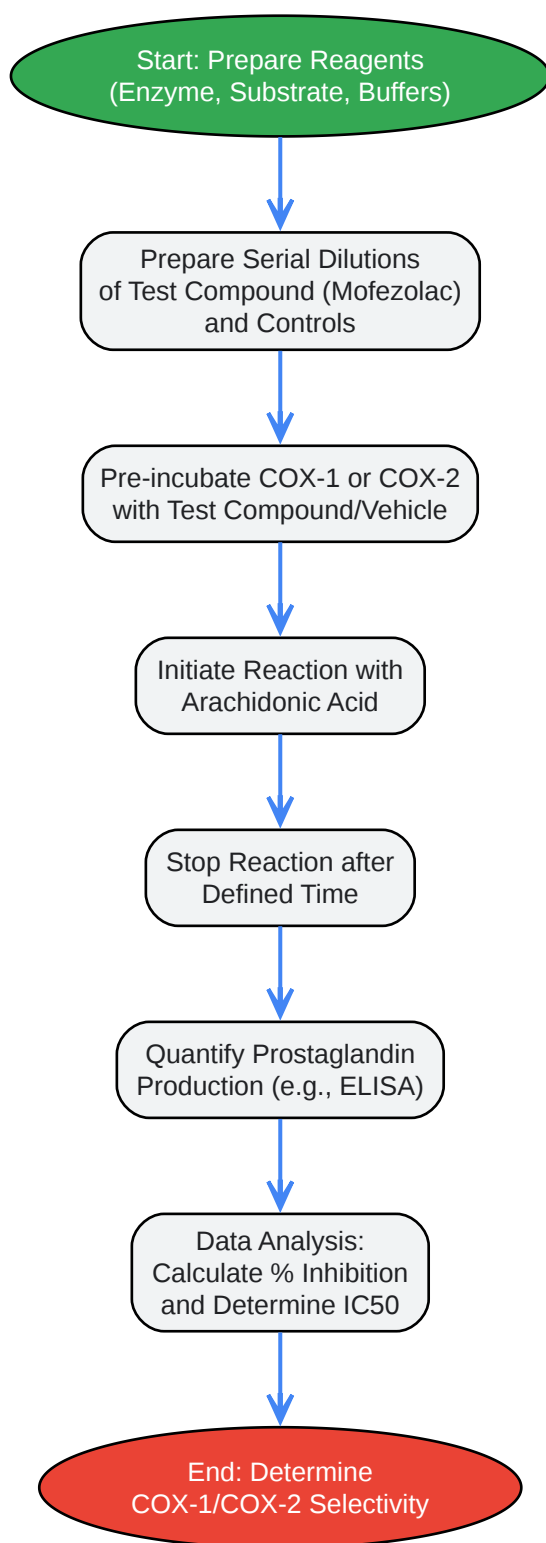 Start: Prepare Reagents
(Enzyme, Substrate, Buffers)
Prepare Serial Dilutions
of Test Compound (Mofezolac)
and Controls
Pre-incubate COX-1 or COX-2
with Test Compound/Vehicle
Initiate Reaction with
Arachidonic Acid
Stop Reaction after
Defined Time
Quantify Prostaglandin
Production (e.g., ELISA)
Data Analysis:
Calculate % Inhibition
and Determine IC50
End: Determine
COX-1/COX-2 Selectivity